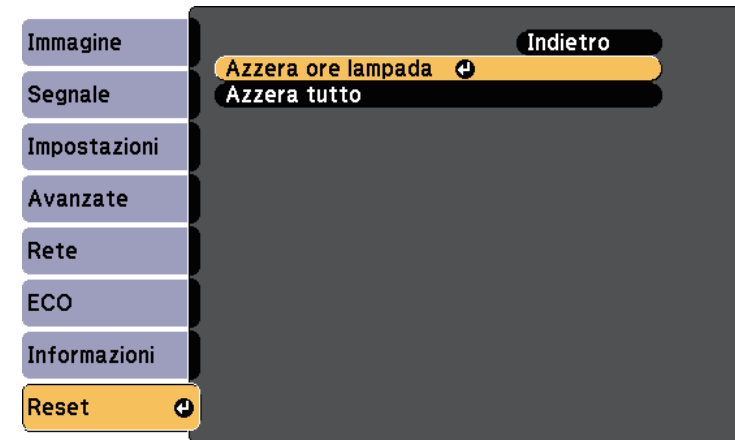 Immagine
Segnale
Impostazioni
Avanzate
Rete
ECO
Informazioni
Reset
Indietro
Azzera ore lampada
Azzera tutto